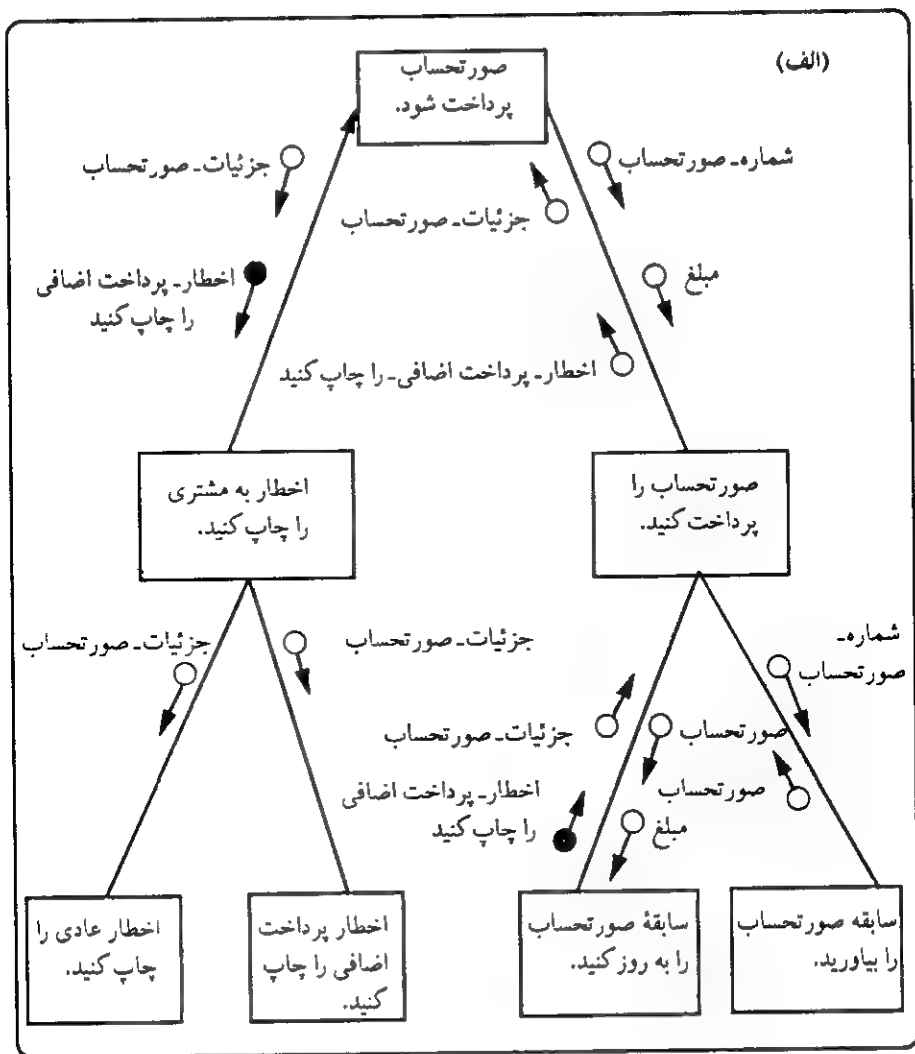 (الف)
صورتحساب
پرداخت شود.
شماره-صورتحساب
جزئیات-صورتحساب
جزئیات-صورتحساب
مبلغ
اخطار-پرداخت اضافی
را چاپ کنید
اخطار-پرداخت اضافی-را چاپ کنید
صورتحساب را
پرداخت کنید.
اخطار به مشتری
را چاپ کنید.
شماره-
صورتحساب
جزئیات-صورتحساب
جزئیات-صورتحساب
صورتحساب
جزئیات-صورتحساب
صورتحساب
اخطار-پرداخت اضافی
را چاپ کنید
مبلغ
سابقه صورتحساب
را بیاورید.
سابقهٔ صورتحساب
را به روز کنید.
اخطار پرداخت
اضافی را چاپ
کنید.
اخطار عادی را
چاپ کنید.